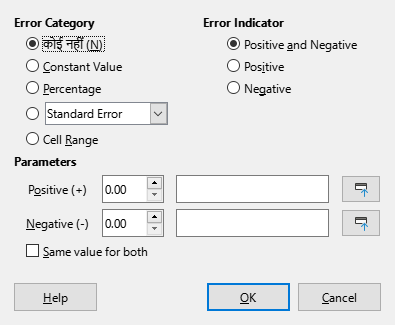 Error Category
कोई नहीं (N)
Constant Value
Percentage
Standard Error
Cell Range
Error Indicator
Positive and Negative
Positive
Negative
Parameters
Positive (+) 0.00
Negative (-) 0.00
Same value for both
Help OK Cancel